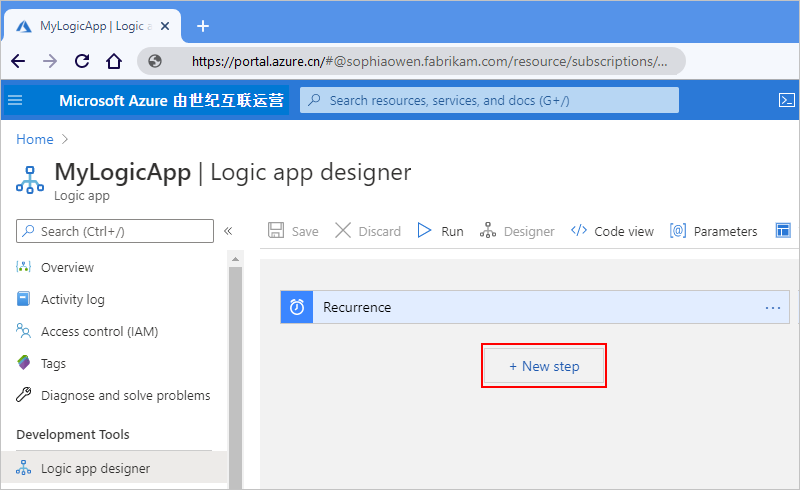 MyLogicApp | Logic a
https://portal.azure.cn/#@sophiaowen.fabrikam.com/resource/subscriptions/...
Microsoft Azure 由世纪互联运营
Search resources, services, and docs (G+/)
Home
MyLogicApp | Logic app designer
Logic app
Search (Ctrl+/)
Save
Discard
Run
Designer
Code view
Parameters
Overview
Activity log
Access control (IAM)
Tags
Diagnose and solve problems
Development Tools
Logic app designer
Recurrence
+ New step